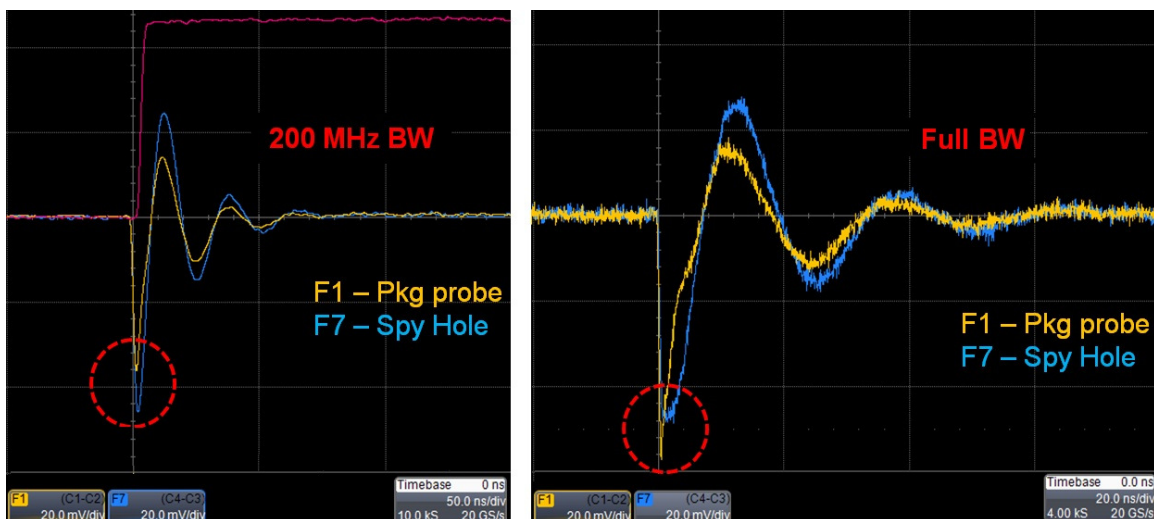 200 MHz BW
F1 – Pkg probe
F7 – Spy Hole
F1 (C1-C2)
20.0 mV/div
F7 (C4-C3)
20.0 mV/div
Timebase 0 ns
50.0 ns/div
10.0 kS 20 GS/s
Full BW
F1 – Pkg probe
F7 – Spy Hole
F1 (C1-C2)
20.0 mV/div
F7 (C4-C3)
20.0 mV/div
Timebase 0.0 ns
20.0 ns/div
4.00 kS 20 GS/s